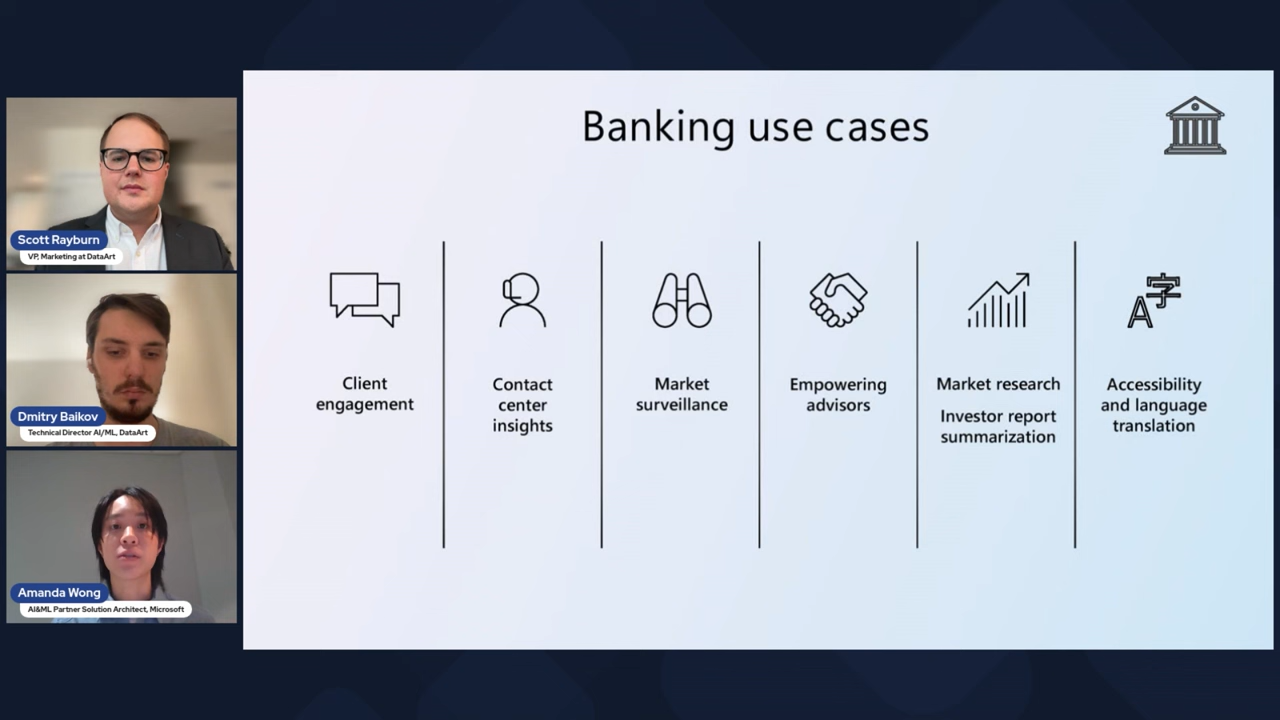 Scott Rayburn
VP, Marketing at DataArt
Dmitry Baikov
Technical Director AI/ML, DataArt
Amanda Wong
AI&ML Partner Solution Architect, Microsoft
Banking use cases
Client
engagement
Contact
center
insights
Market
surveillance
Empowering
advisors
Market research
Investor report
summarization
A字
Accessibility
and language
translation